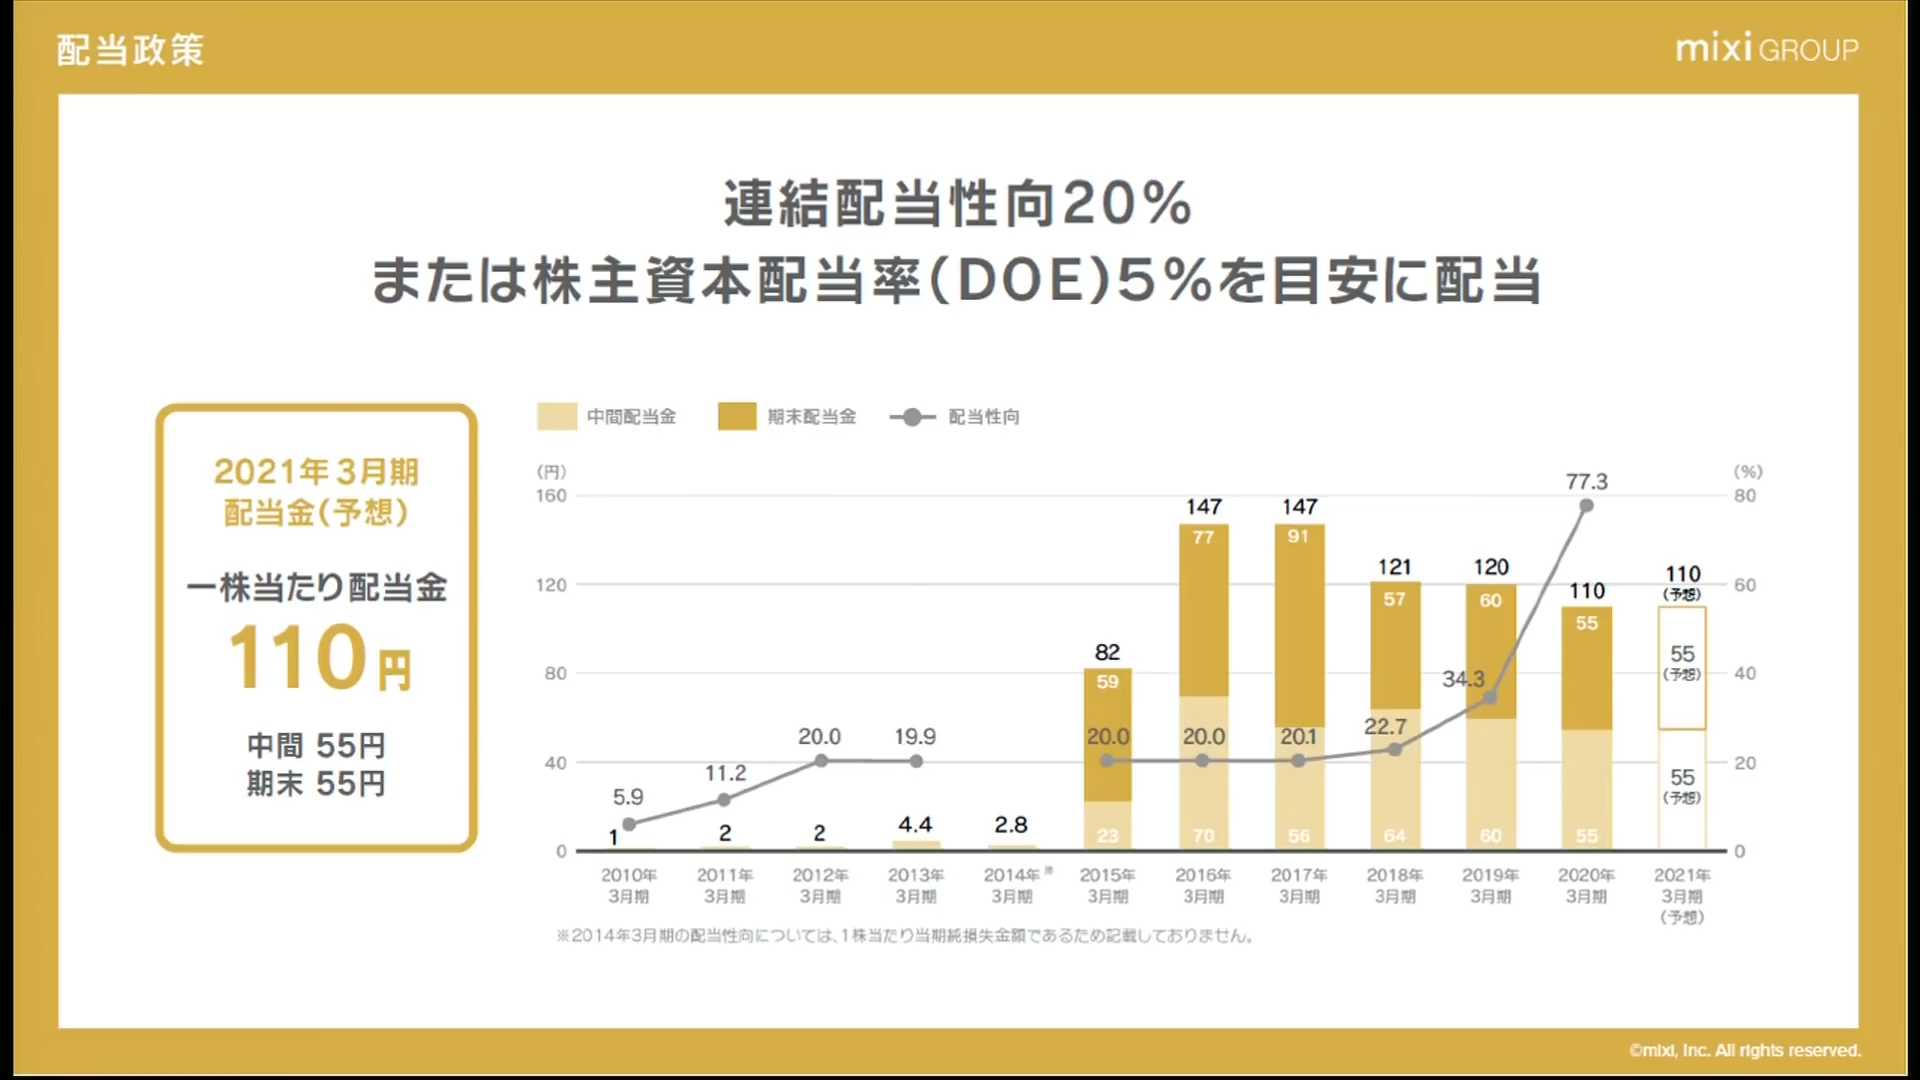 配当政策
mixi GROUP
連結配当性向20%
または株主資本配当率(DOE)5%を目安に配当
2021年3月期
配当金(予想)
一株当たり配当金
110円
中間 55円
期末 55円
中間配当金 期末配当金 配当性向
(円) (%)
160 120 80 40 0
80 60 40 20 0
1 2 2 4.4 2.8 82 147 147 121 120 110 110
(予想)
59 77 91 57 60 55 55
(予想)
23 70 56 64 60 55 55
(予想)
5.9 11.2 20.0 19.9 20.0 20.0 20.1 22.7 34.3 77.3
2010年 2011年 2012年 2013年 2014年※ 2015年 2016年 2017年 2018年 2019年 2020年 2021年
3月期 3月期 3月期 3月期 3月期 3月期 3月期 3月期 3月期 3月期 3月期 3月期
(予想)
※2014年3月期の配当性向については、1株当たり当期純損失金額であるため記載しておりません。
©mixi, Inc. All rights reserved.